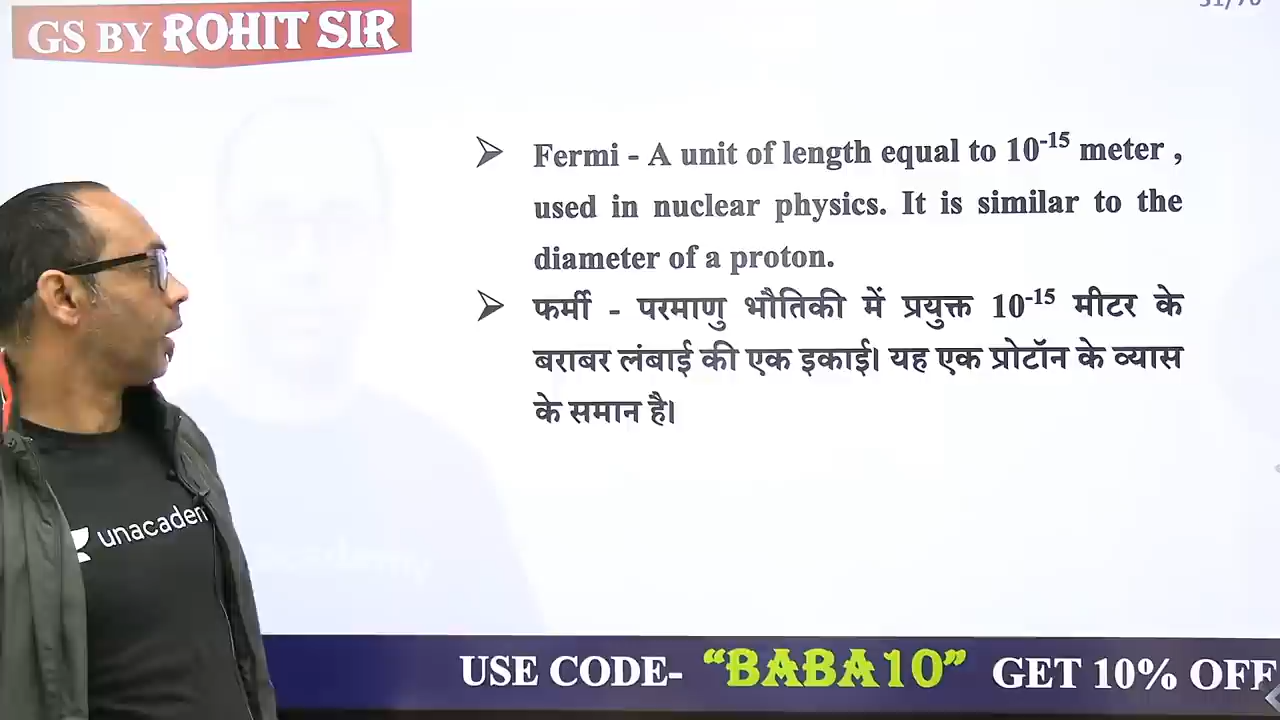 GS BY ROHIT SIR
31/70
➢ Fermi - A unit of length equal to 10⁻¹⁵ meter ,
used in nuclear physics. It is similar to the
diameter of a proton.
➢ फर्मी - परमाणु भौतिकी में प्रयुक्त 10⁻¹⁵ मीटर के
बराबर लंबाई की एक इकाई। यह एक प्रोटॉन के व्यास
के समान है।
unacadem
USE CODE- “BABA10” GET 10% OFF